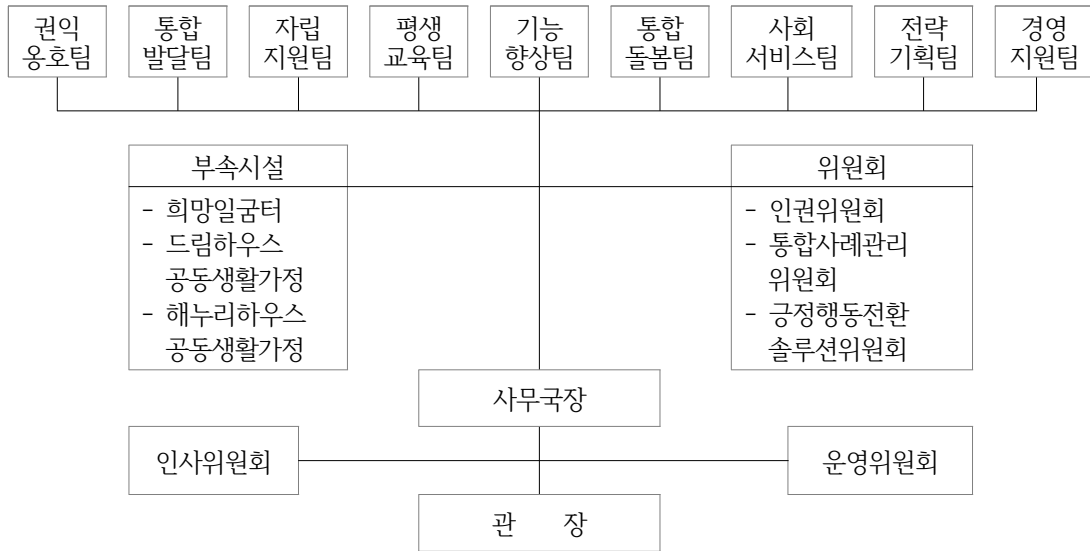 권익
옹호팀
통합
발달팀
자립
지원팀
평생
교육팀
기능
향상팀
통합
돌봄팀
사회
서비스팀
전략
기획팀
경영
지원팀
부속시설
- 희망일굼터
- 드림하우스
공동생활가정
- 해누리하우스
공동생활가정
위원회
- 인권위원회
- 통합사례관리
위원회
- 긍정행동전환
솔루션위원회
사무국장
인사위원회
운영위원회
관 장